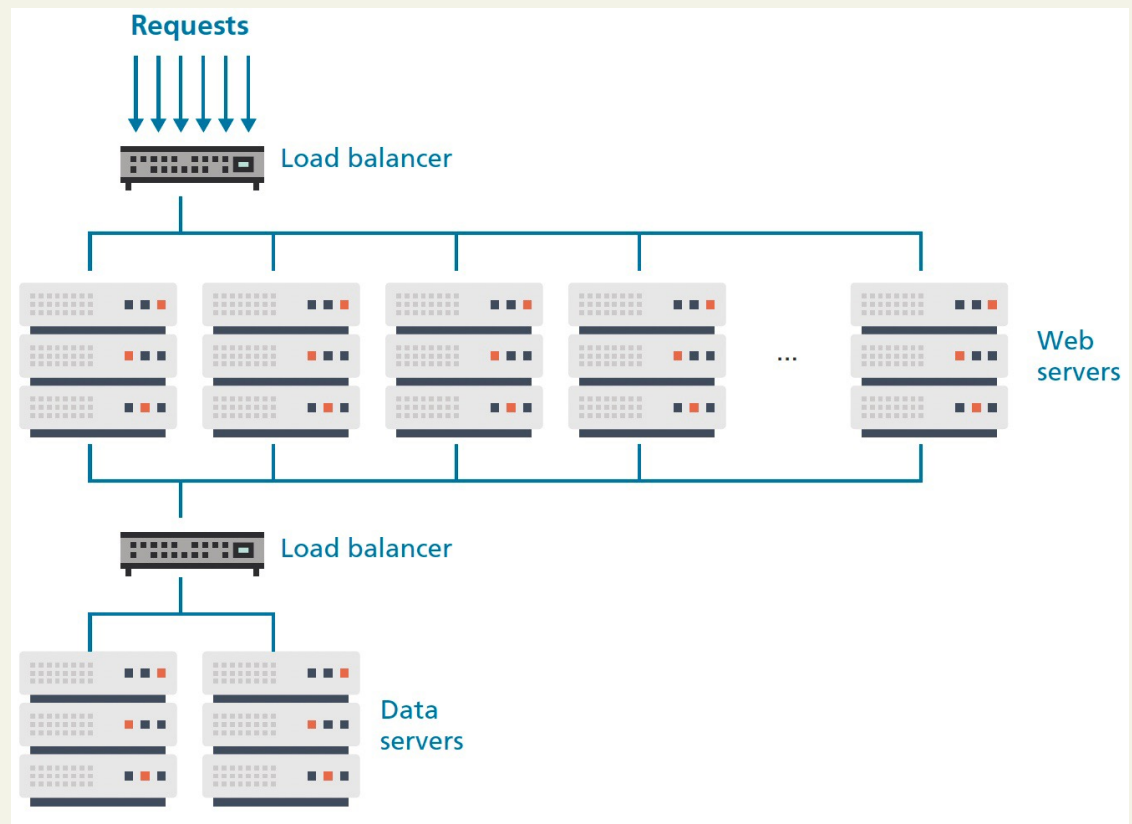 Requests
Load balancer
...
Web
servers
Load balancer
Data
servers